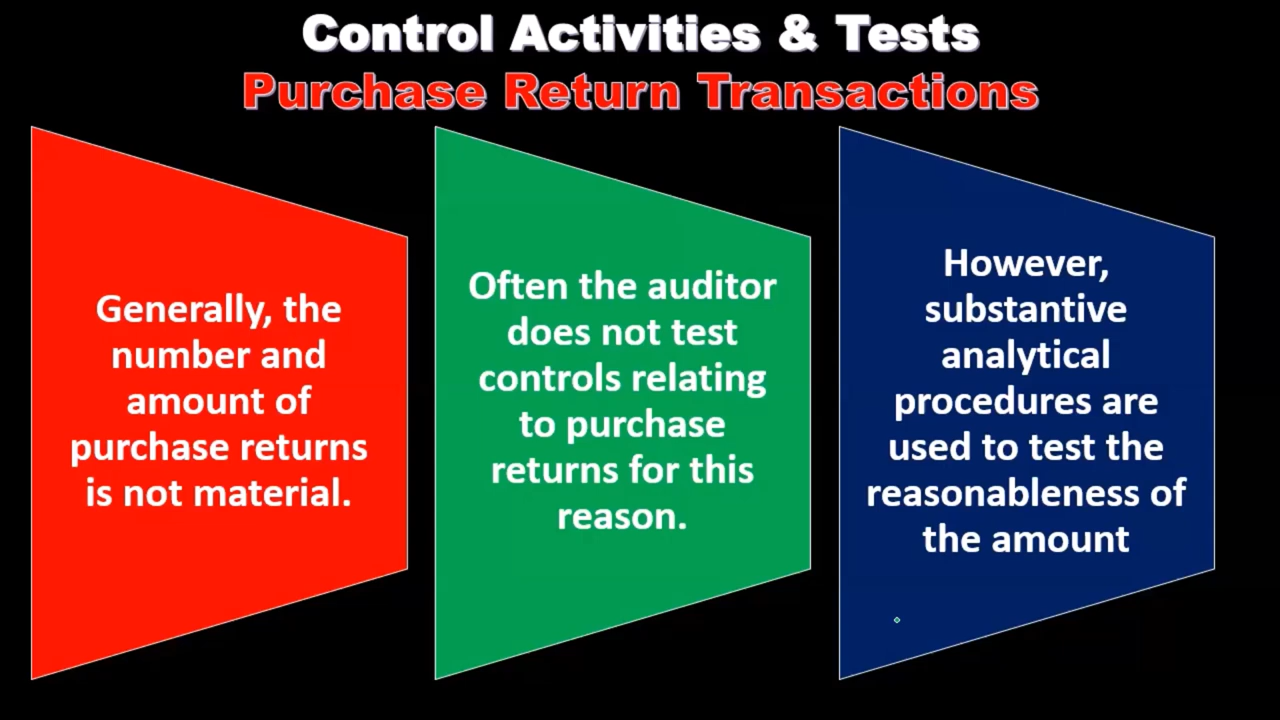 Control Activities & Tests
Purchase Return Transactions
Generally, the
number and
amount of
purchase returns
is not material.
Often the auditor
does not test
controls relating
to purchase
returns for this
reason.
However,
substantive
analytical
procedures are
used to test the
reasonableness of
the amount